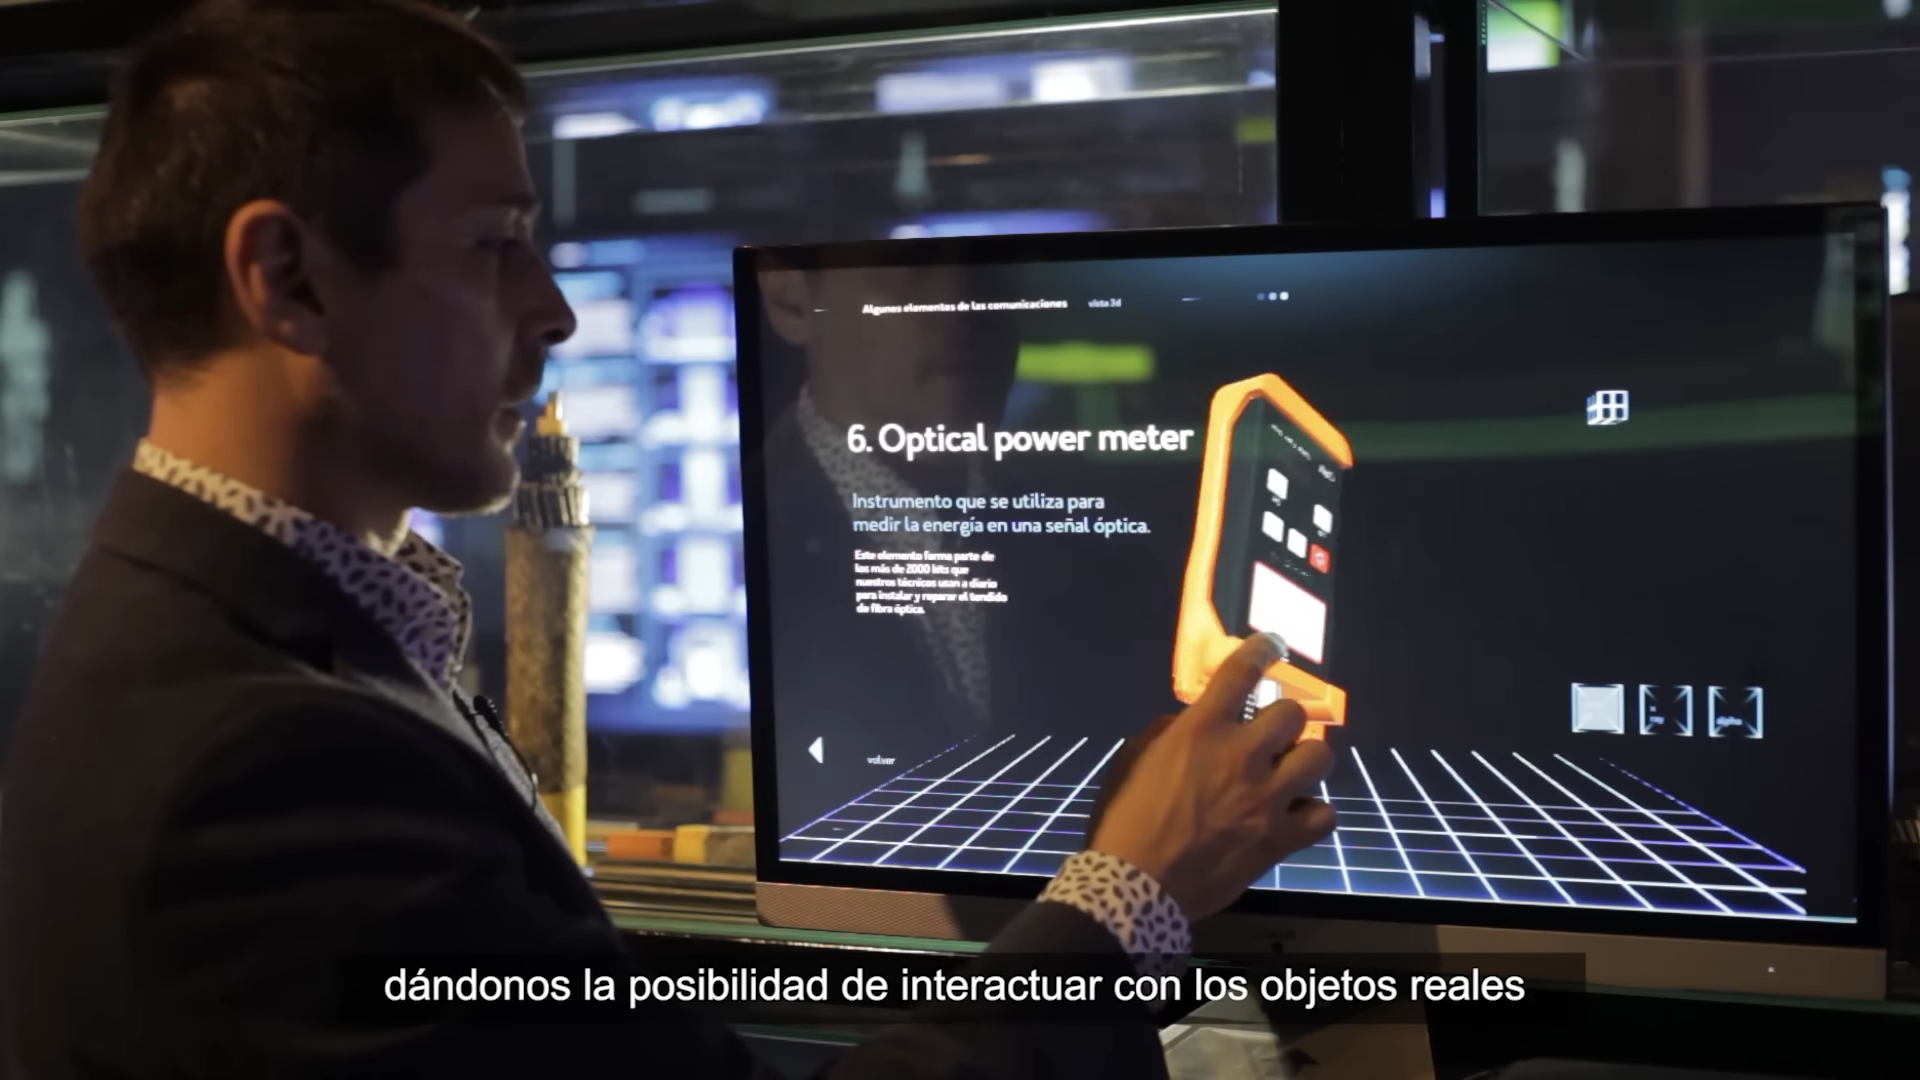 Algunos elementos de las comunicaciones vista 3d
6. Optical power meter
Instrumento que se utiliza para
medir la energía en una señal óptica.
Este elemento forma parte de
los más de 2000 kits que
nuestros técnicos usan a diario
para instalar y reparar el tendido
de fibra óptica.
volver
dándonos la posibilidad de interactuar con los objetos reales